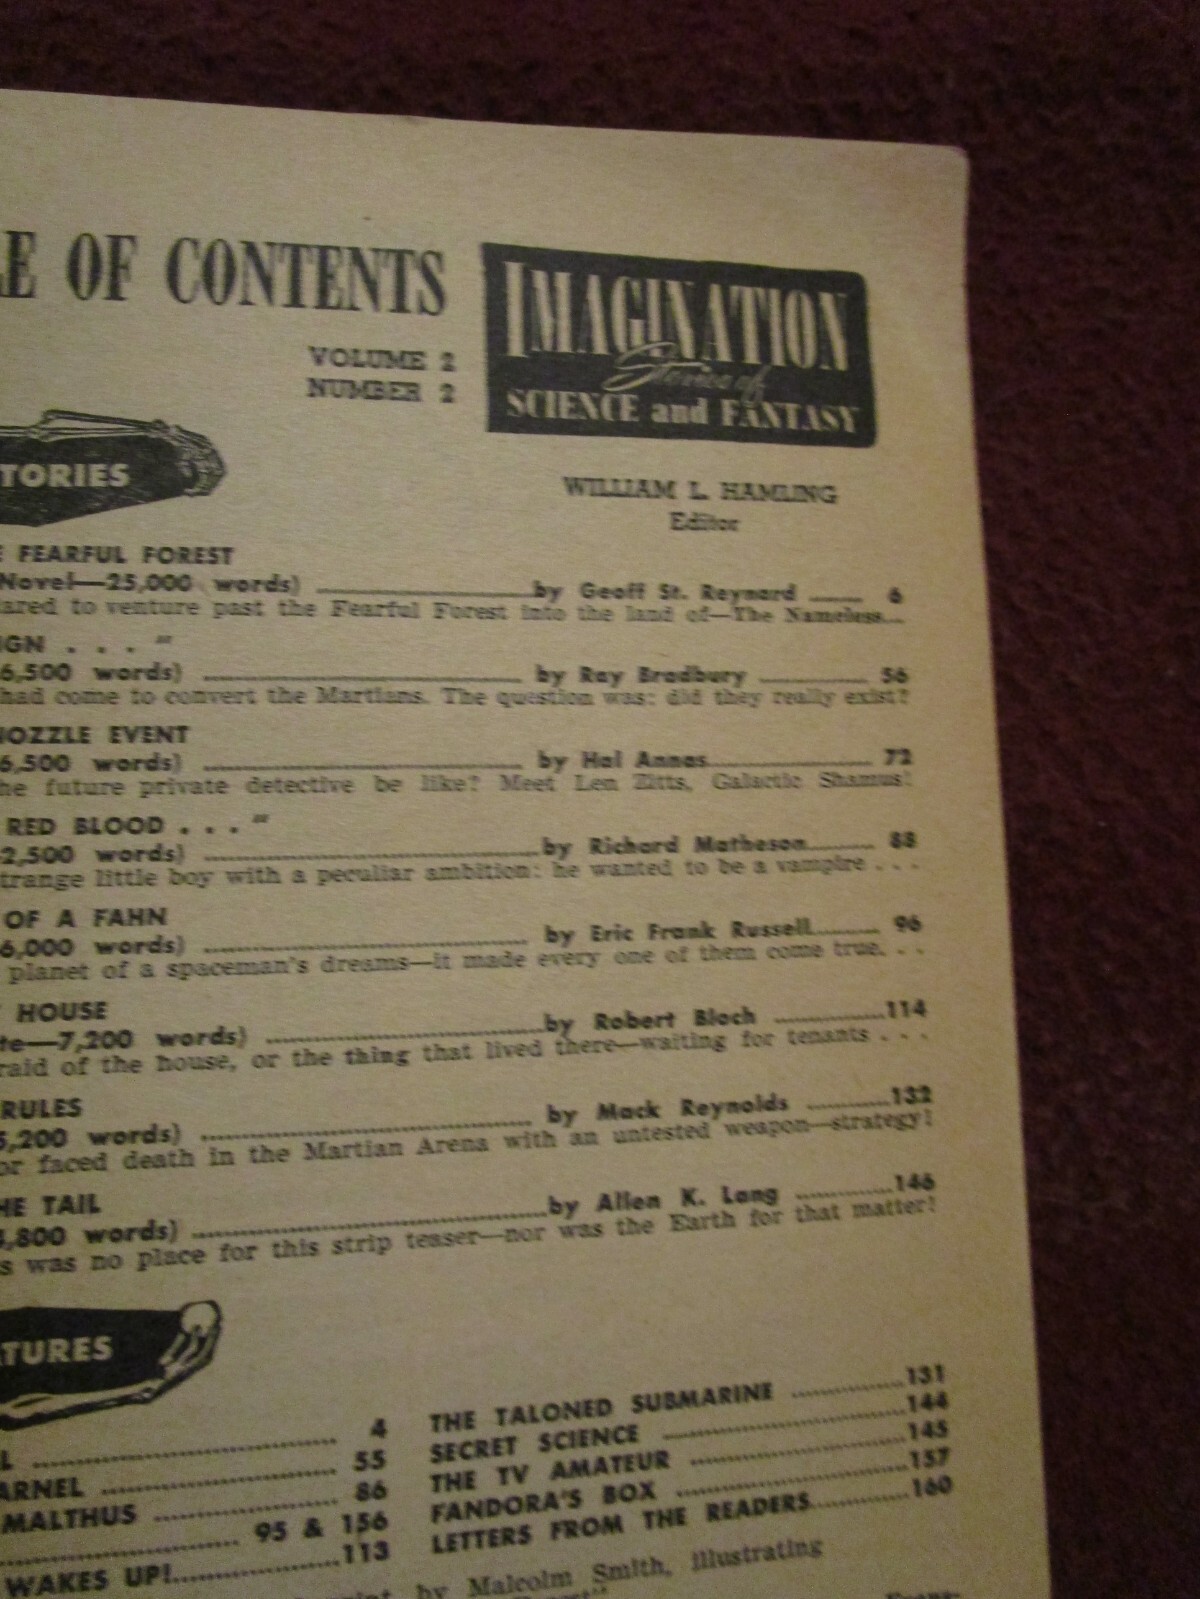 LE OF CONTENTS
VOLUME 2
NUMBER 2
IMAGINATION
Stories of
SCIENCE and FANTASY
WILLIAM L. HAMLING
Editor
TORIES
E FEARFUL FOREST
Novel—25,000 words) by Geoff St. Reynard 6
ared to venture past the Fearful Forest into the land of—The Nameless...
IGN . . . "
6,500 words) by Ray Bradbury 56
had come to convert the Martians. The question was: did they really exist?
NOZZLE EVENT
6,500 words) by Hal Annas 72
he future private detective be like? Meet Len Zitts, Galactic Shamus!
RED BLOOD . . . "
2,500 words) by Richard Matheson 88
trange little boy with a peculiar ambition: he wanted to be a vampire . . .
OF A FAHN
6,000 words) by Eric Frank Russell 96
planet of a spaceman's dreams—it made every one of them come true. . .
HOUSE
te—7,200 words) by Robert Bloch 114
raid of the house, or the thing that lived there—waiting for tenants . . .
RULES
5,200 words) by Mack Reynolds 132
or faced death in the Martian Arena with an untested weapon—strategy!
HE TAIL
,800 words) by Allen K. Lang 146
s was no place for this strip teaser—nor was the Earth for that matter!
TURES
L 4
ARNEL 55
MALTHUS 86
95 & 156
WAKES UP! 113
THE TALONED SUBMARINE 131
SECRET SCIENCE 144
THE TV AMATEUR 145
FANDORA'S BOX 157
LETTERS FROM THE READERS 160
by Malcolm Smith, illustrating